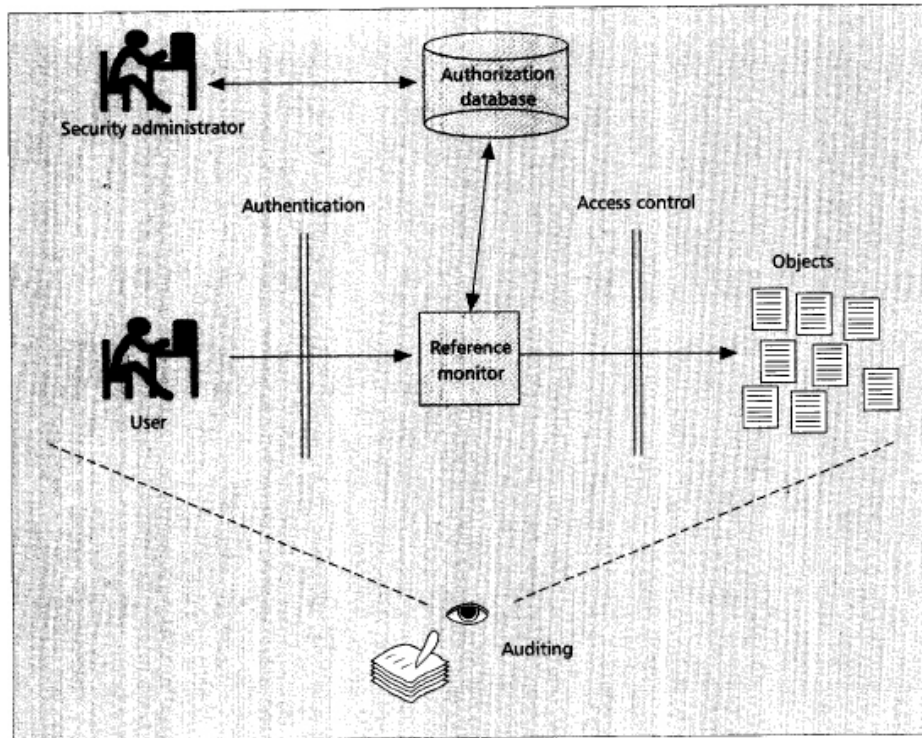 Authorization
database
Security administrator
Authentication
Access control
Objects
Reference
monitor
User
Auditing